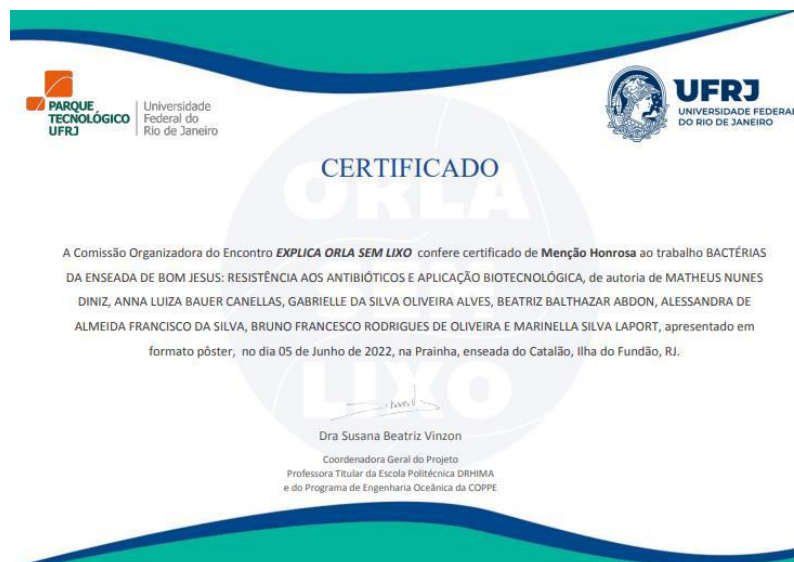 PARQUE
TECNOLÓGICO
UFRJ
Universidade
Federal do
Rio de Janeiro
UFRJ
UNIVERSIDADE FEDERAL
DO RIO DE JANEIRO
CERTIFICADO
ORLA
SEM
LIXO
A Comissão Organizadora do Encontro EXPLICA ORLA SEM LIXO confere certificado de Menção Honrosa ao trabalho BACTÉRIAS
DA ENSEADA DE BOM JESUS: RESISTÊNCIA AOS ANTIBIÓTICOS E APLICAÇÃO BIOTECNOLÓGICA, de autoria de MATHEUS NUNES
DINIZ, ANNA LUIZA BAUER CANELLAS, GABRIELLE DA SILVA OLIVEIRA ALVES, BEATRIZ BALTHAZAR ABDON, ALESSANDRA DE
ALMEIDA FRANCISCO DA SILVA, BRUNO FRANCESCO RODRIGUES DE OLIVEIRA E MARINELLA SILVA LAPORT, apresentado em
formato pôster, no dia 05 de Junho de 2022, na Prainha, enseada do Catalão, Ilha do Fundão, RJ.
Dra Susana Beatriz Vinzon
Coordenadora Geral do Projeto
Professora Titular da Escola Politécnica DRHIMA
e do Programa de Engenharia Oceânica da COPPE